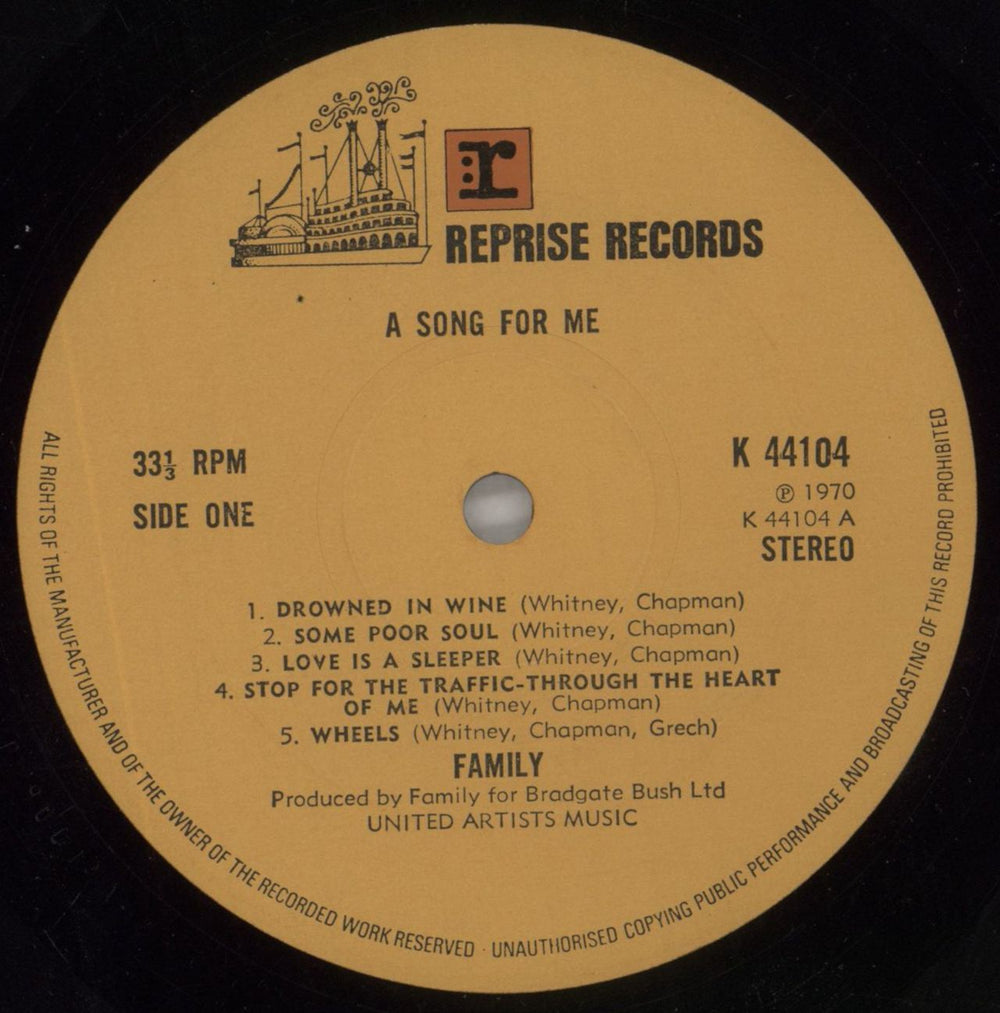 r
REPRISE RECORDS
A SONG FOR ME
33⅓ RPM
SIDE ONE
K 44104
℗ 1970
K 44104 A
STEREO
1. DROWNED IN WINE (Whitney, Chapman)
2. SOME POOR SOUL (Whitney, Chapman)
3. LOVE IS A SLEEPER (Whitney, Chapman)
4. STOP FOR THE TRAFFIC-THROUGH THE HEART
OF ME (Whitney, Chapman)
5. WHEELS (Whitney, Chapman, Grech)
FAMILY
Produced by Family for Bradgate Bush Ltd
UNITED ARTISTS MUSIC
ALL RIGHTS OF THE MANUFACTURER AND OF THE OWNER OF THE RECORDED WORK RESERVED · UNAUTHORISED COPYING PUBLIC PERFORMANCE AND BROADCASTING OF THIS RECORD PROHIBITED